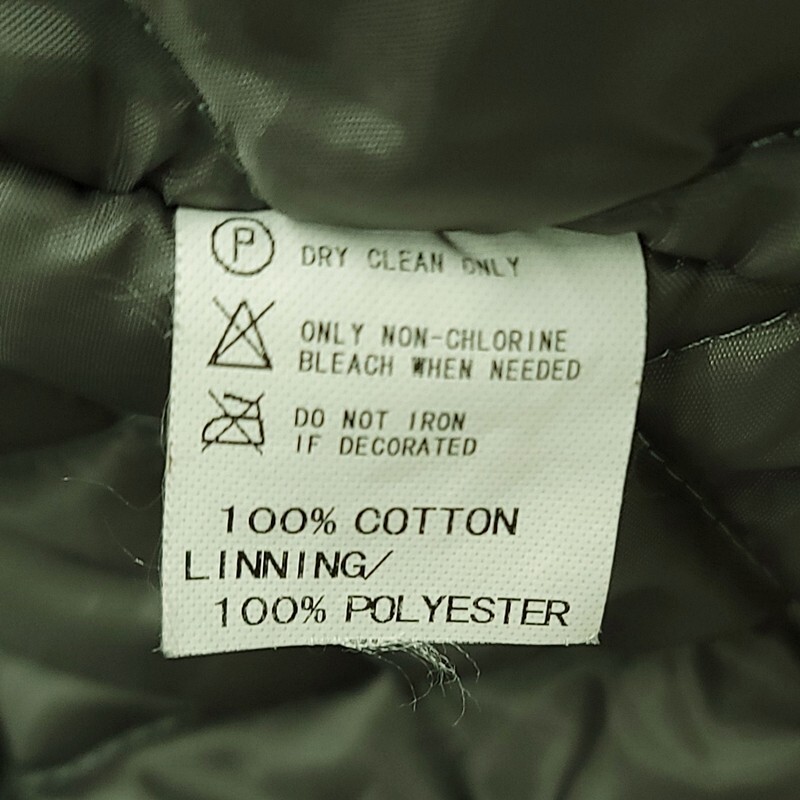 P DRY CLEAN ONLY
ONLY NON-CHLORINE
BLEACH WHEN NEEDED
DO NOT IRON
IF DECORATED
100% COTTON
LINNING/
100% POLYESTER